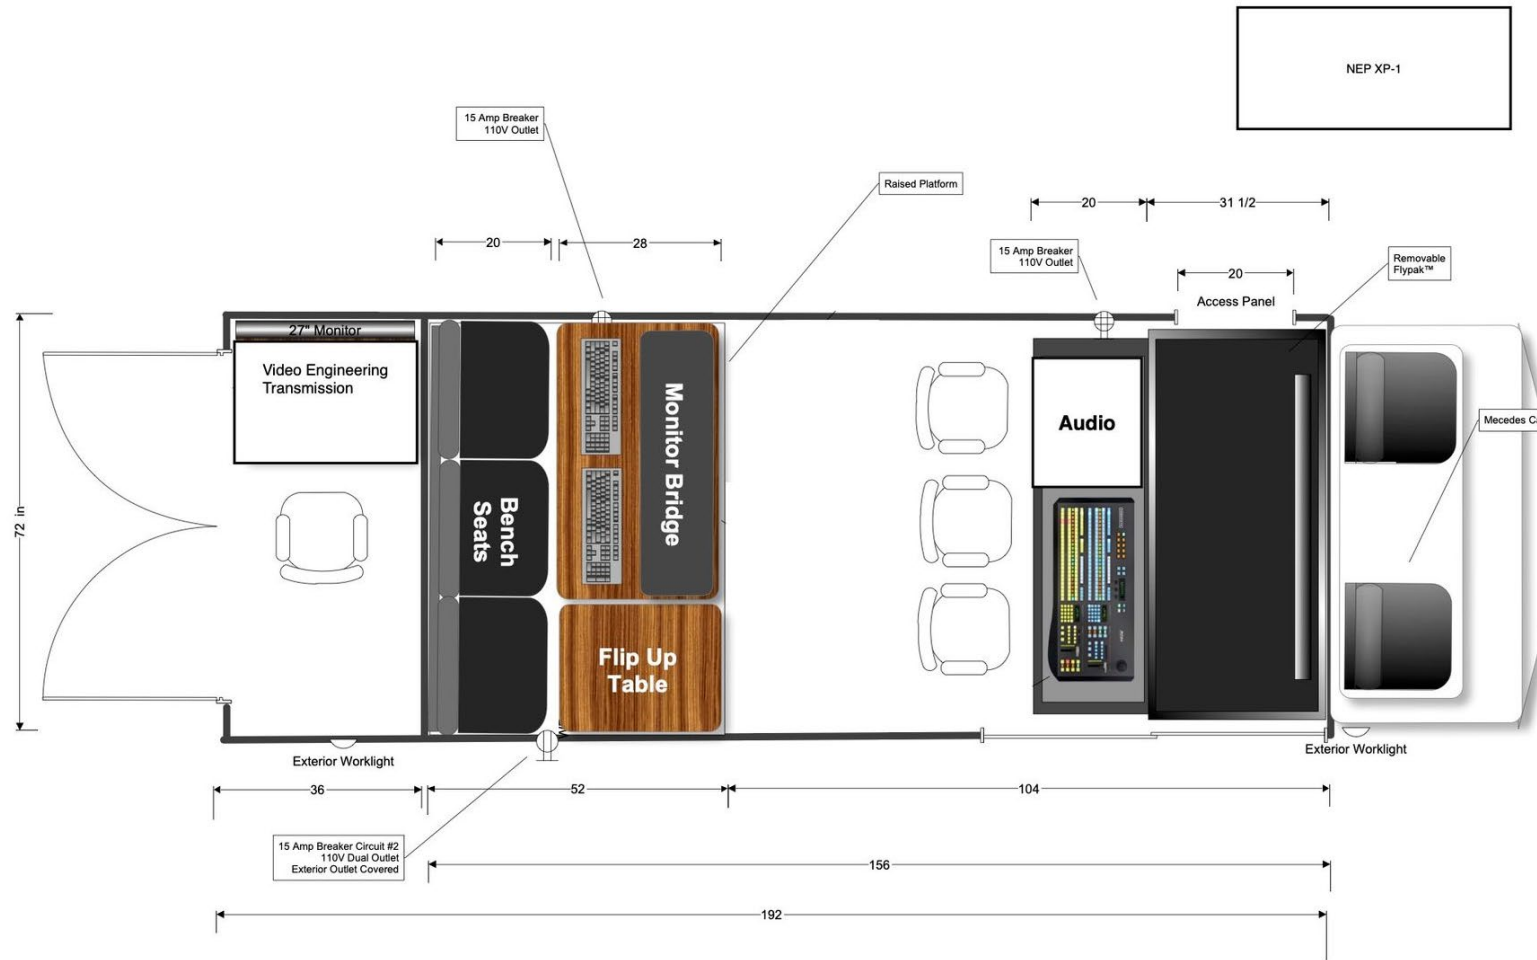 NEP XP-1
15 Amp Breaker
110V Outlet
Raised Platform
20
31 1/2
20
28
15 Amp Breaker
110V Outlet
Removable
Flypak™
20
Access Panel
27" Monitor
Video Engineering
Transmission
Monitor Bridge
Audio
Mecedes Ca
Bench
Seats
72 in
Flip Up
Table
Exterior Worklight
Exterior Worklight
36
52
104
15 Amp Breaker Circuit #2
110V Dual Outlet
Exterior Outlet Covered
156
192